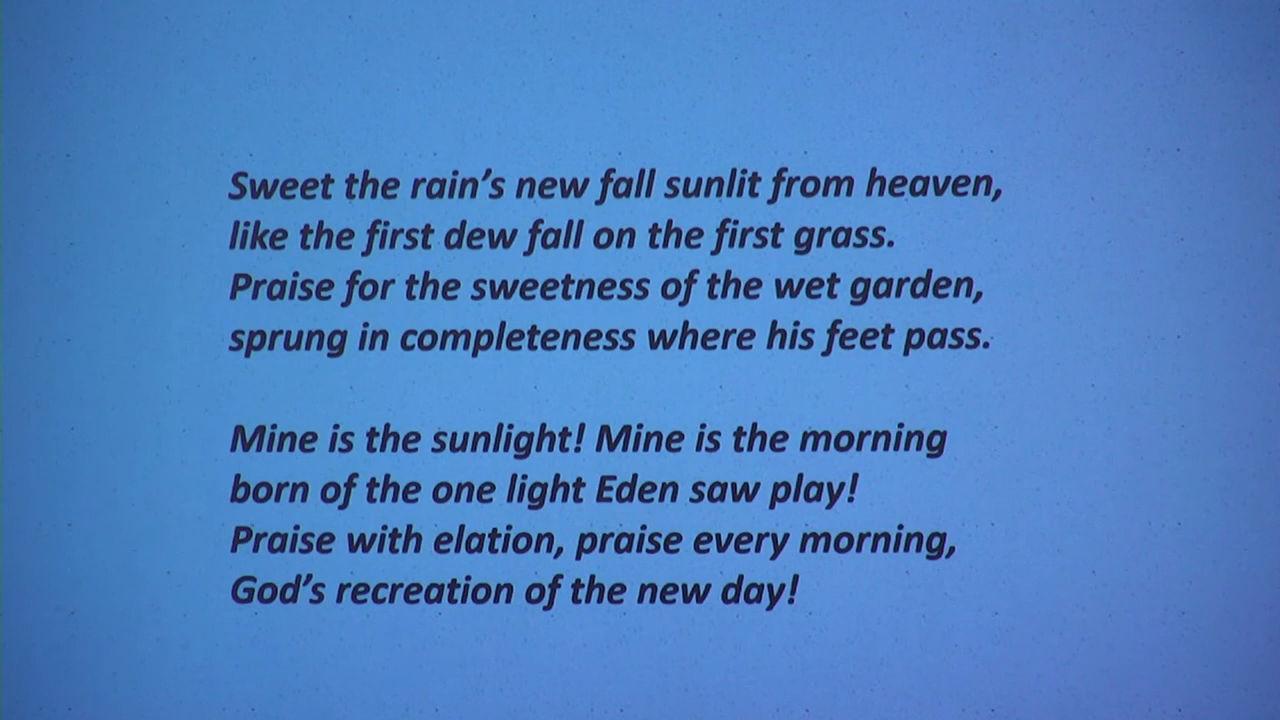 Sweet the rain’s new fall sunlit from heaven,
like the first dew fall on the first grass.
Praise for the sweetness of the wet garden,
sprung in completeness where his feet pass.

Mine is the sunlight! Mine is the morning
born of the one light Eden saw play!
Praise with elation, praise every morning,
God’s recreation of the new day!